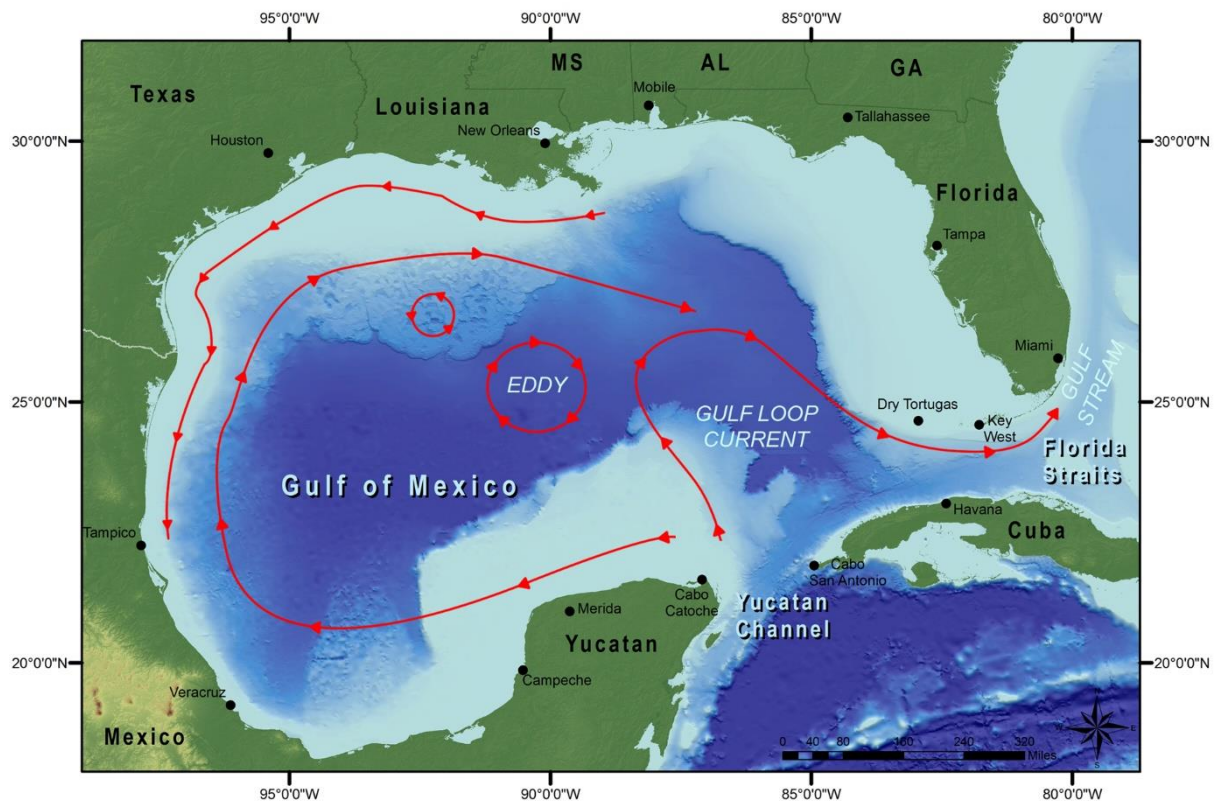 95°0'0"W 90°0'0"W 85°0'0"W 80°0'0"W
MS AL GA
Texas
Louisiana
Mobile
Tallahassee
New Orleans
Houston
30°0'0"N 30°0'0"N
Florida
Tampa
Miami
GULF
STREAM
EDDY
25°0'0"N 25°0'0"N
GULF LOOP
CURRENT
Dry Tortugas
Key
West
Florida
Straits
Gulf of Mexico
Havana
Tampico
Cuba
Cabo
San Antonio
Cabo
Catoche
Merida
Yucatan
Channel
Yucatan
20°0'0"N 20°0'0"N
Campeche
Veracruz
Mexico
N
W E
S
0 40 80 160 240 320
Miles
95°0'0"W 90°0'0"W 85°0'0"W 80°0'0"W